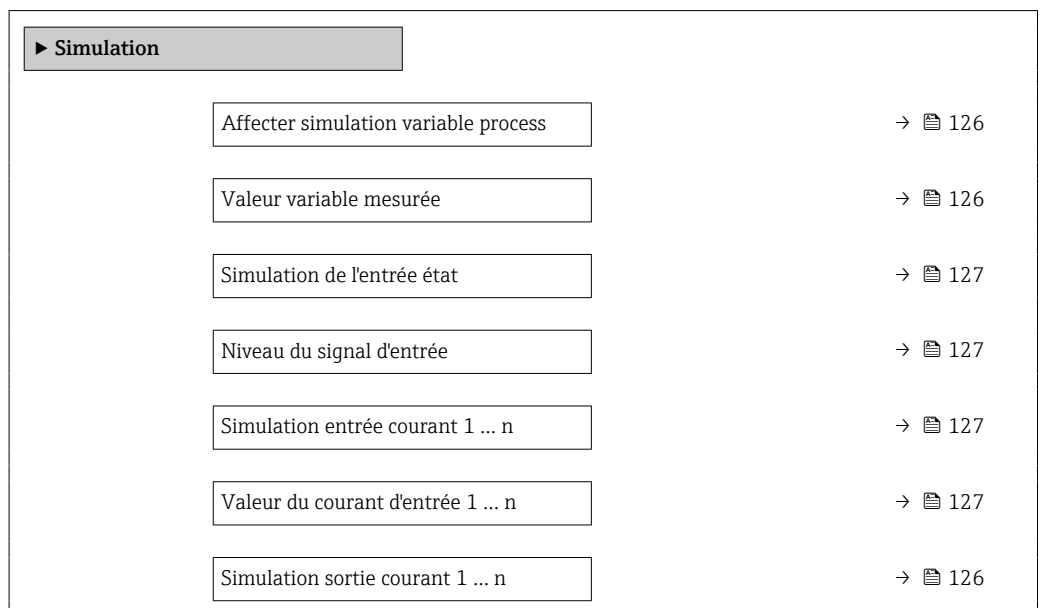 ▶ Simulation
Affecter simulation variable process → 126
Valeur variable mesurée → 126
Simulation de l'entrée état → 127
Niveau du signal d'entrée → 127
Simulation entrée courant 1 … n → 127
Valeur du courant d'entrée 1 … n → 127
Simulation sortie courant 1 … n → 126